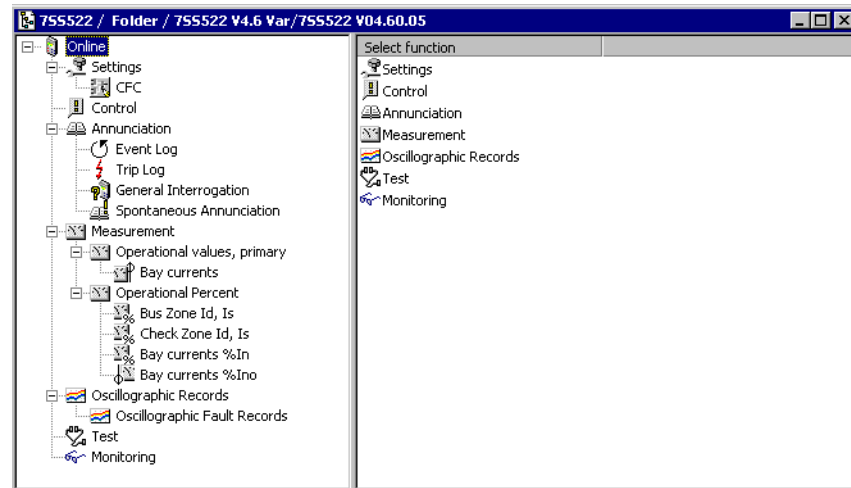 7SS522 / Folder / 7SS522 V4.6 Var/7SS522 V04.60.05
Online
Settings
CFC
Control
Annunciation
Event Log
Trip Log
General Interrogation
Spontaneous Annunciation
Measurement
Operational values, primary
Bay currents
Operational Percent
Bus Zone Id, Is
Check Zone Id, Is
Bay currents %In
Bay currents %Ino
Oscillographic Records
Oscillographic Fault Records
Test
Monitoring
Select function
Settings
Control
Annunciation
Measurement
Oscillographic Records
Test
Monitoring